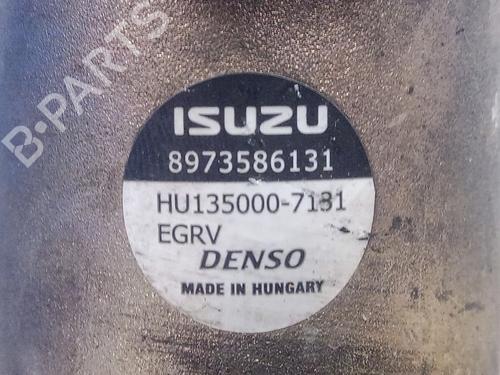 B-PARTS
ISUZU
8973586131
HU135000-7131
EGRV
DENSO
MADE IN HUNGARY